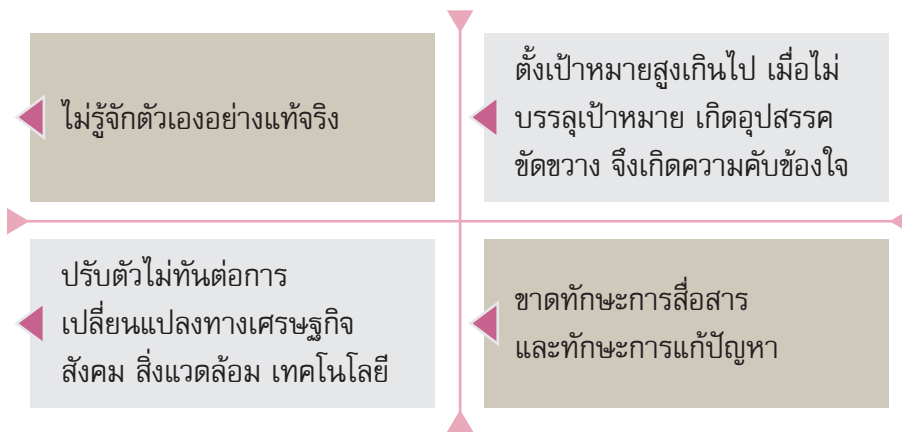 ไม่รู้จักตัวเองอย่างแท้จริง
ตั้งเป้าหมายสูงเกินไป เมื่อไม่
บรรลุเป้าหมาย เกิดอุปสรรค
ขัดขวาง จึงเกิดความคับข้องใจ
ปรับตัวไม่ทันต่อการ
เปลี่ยนแปลงทางเศรษฐกิจ
สังคม สิ่งแวดล้อม เทคโนโลยี
ขาดทักษะการสื่อสาร
และทักษะการแก้ปัญหา